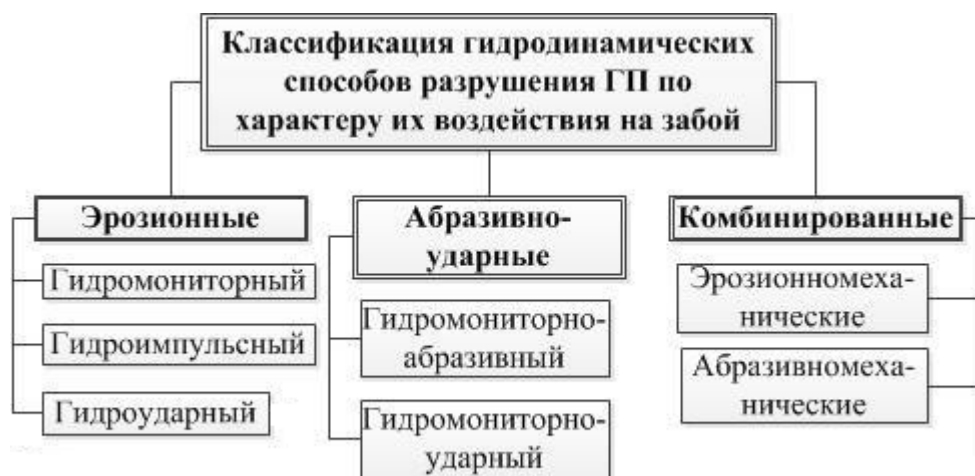 Классификация гидродинамических
способов разрушения ГП по
характеру их воздействия на забой
Эрозионные
Гидромониторный
Гидроимпульсный
Гидроударный
Абразивно-
ударные
Гидромониторно-
абразивный
Гидромониторно-
ударный
Комбинированные
Эрозионномеха-
нические
Абразивномеха-
нические